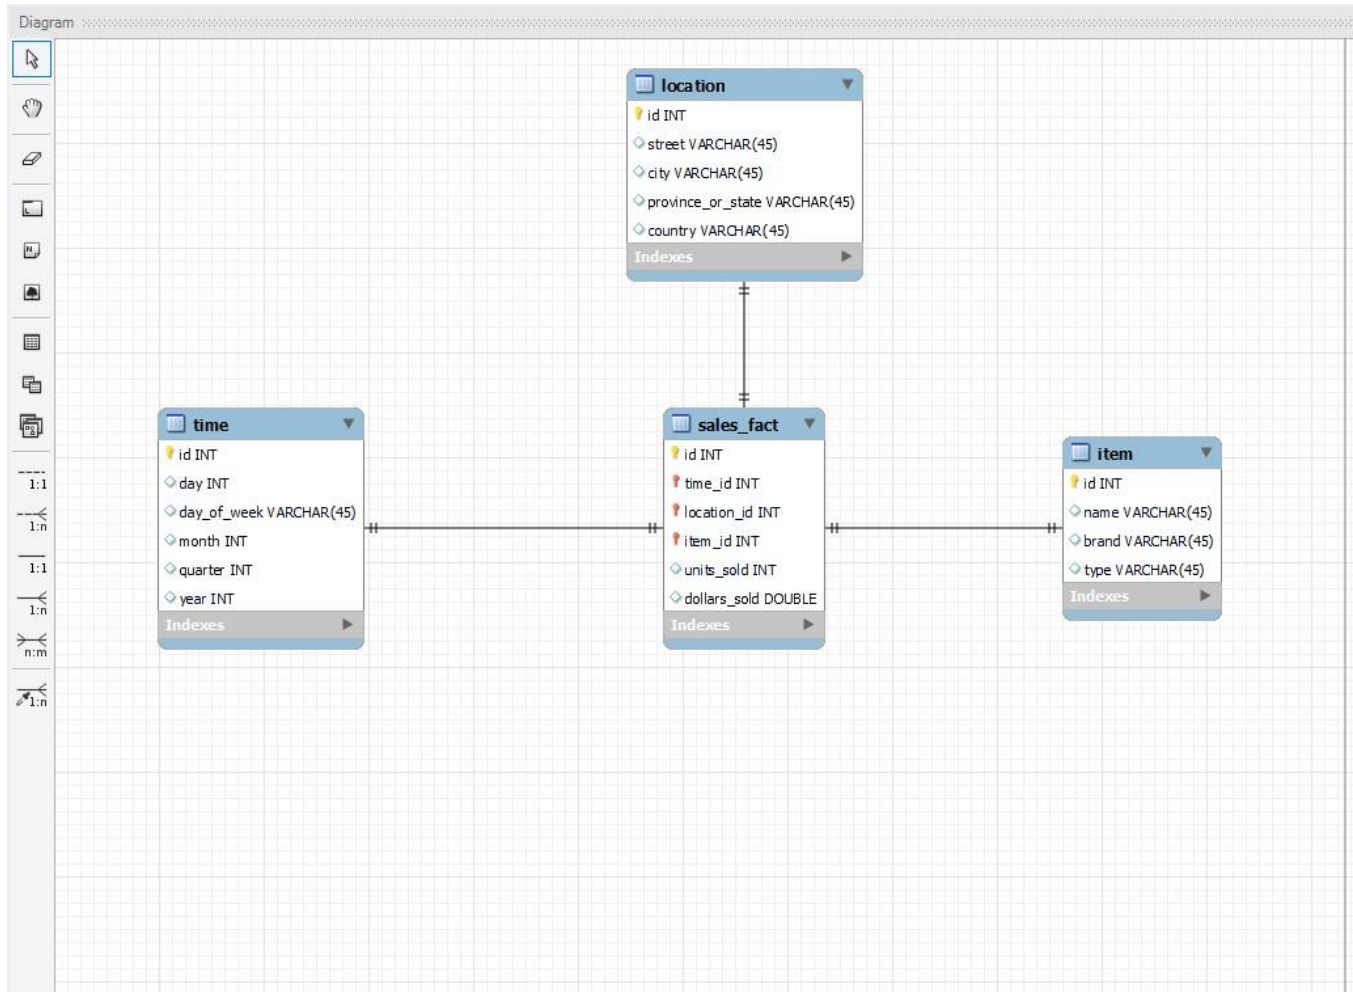 Diagram
location
id INT
street VARCHAR(45)
city VARCHAR(45)
province_or_state VARCHAR(45)
country VARCHAR(45)
Indexes
time
id INT
day INT
day_of_week VARCHAR(45)
month INT
quarter INT
year INT
Indexes
sales_fact
id INT
time_id INT
location_id INT
item_id INT
units_sold INT
dollars_sold DOUBLE
Indexes
item
id INT
name VARCHAR(45)
brand VARCHAR(45)
type VARCHAR(45)
Indexes
1:1
1:n
1:1
1:n
n:m
1:n